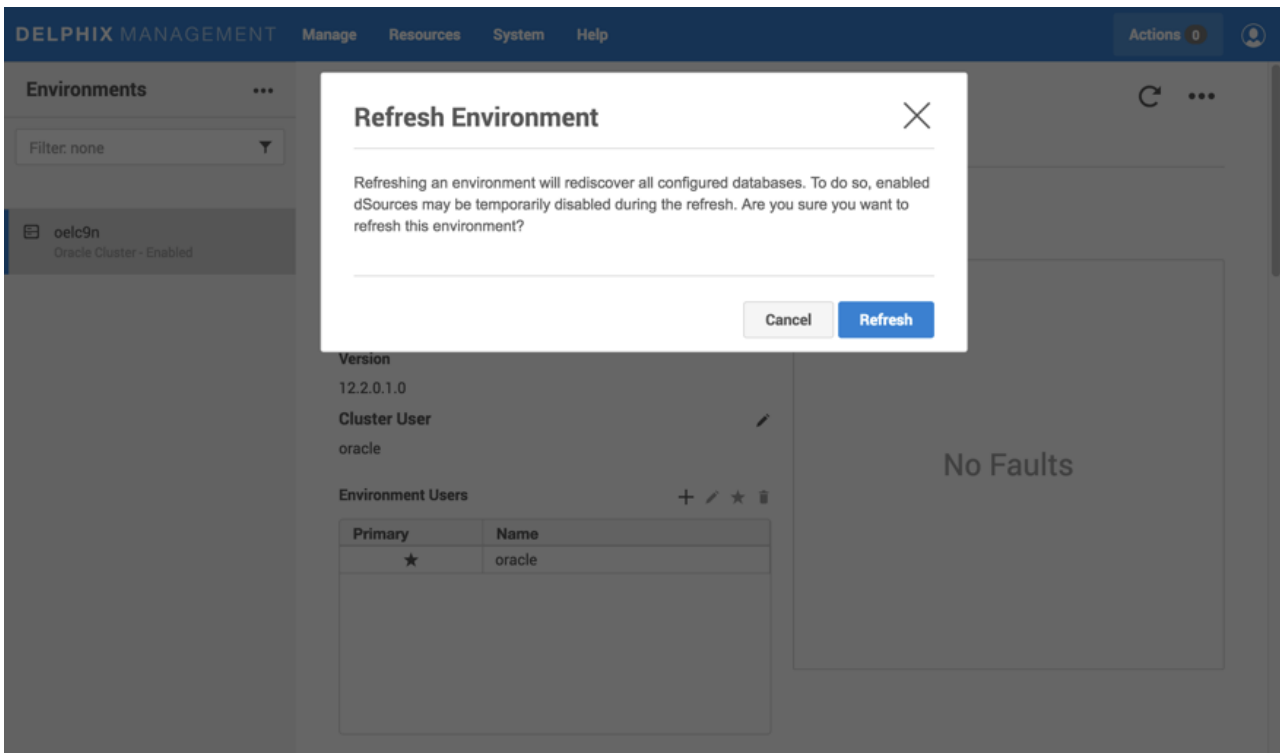 DELPHIX MANAGEMENT Manage Resources System Help Actions 0
Environments
Filter: none
oelc9n
Oracle Cluster - Enabled
Refresh Environment
Refreshing an environment will rediscover all configured databases. To do so, enabled
dSources may be temporarily disabled during the refresh. Are you sure you want to
refresh this environment?
Cancel Refresh
Version
12.2.0.1.0
Cluster User
oracle
Environment Users
Primary Name
★ oracle
No Faults